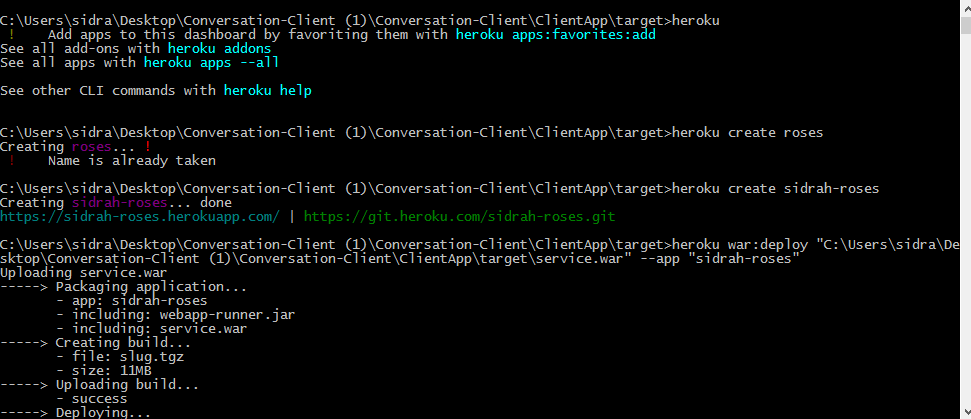 C:\Users\sidra\Desktop\Conversation-Client (1)\Conversation-Client\ClientApp\target>heroku
!    Add apps to this dashboard by favoriting them with heroku apps:favorites:add
See all add-ons with heroku addons
See all apps with heroku apps --all
See other CLI commands with heroku help
C:\Users\sidra\Desktop\Conversation-Client (1)\Conversation-Client\ClientApp\target>heroku create roses
Creating roses... !
!    Name is already taken
C:\Users\sidra\Desktop\Conversation-Client (1)\Conversation-Client\ClientApp\target>heroku create sidrah-roses
Creating sidrah-roses... done
https://sidrah-roses.herokuapp.com/ | https://git.heroku.com/sidrah-roses.git
C:\Users\sidra\Desktop\Conversation-Client (1)\Conversation-Client\ClientApp\target>heroku war:deploy "C:\Users\sidra\De
sktop\Conversation-Client (1)\Conversation-Client\ClientApp\target\service.war" --app "sidrah-roses"
Uploading service.war
-----> Packaging application...
- app: sidrah-roses
- including: webapp-runner.jar
- including: service.war
-----> Creating build...
- file: slug.tgz
- size: 11MB
-----> Uploading build...
- success
-----> Deploying...